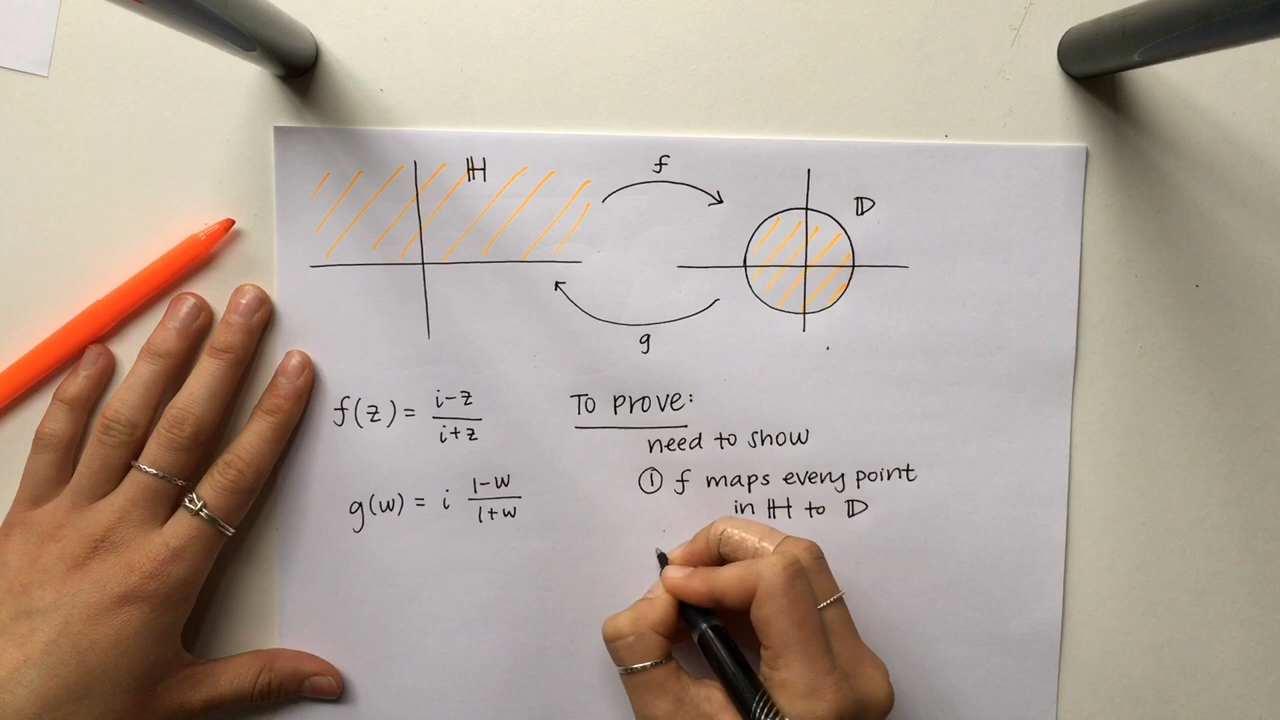 ℍ
f
𝔻
g
f(z) = (i-z)/(i+z)
g(w) = i (1-w)/(1+w)
To prove:
need to show
① f maps every point
in ℍ to 𝔻